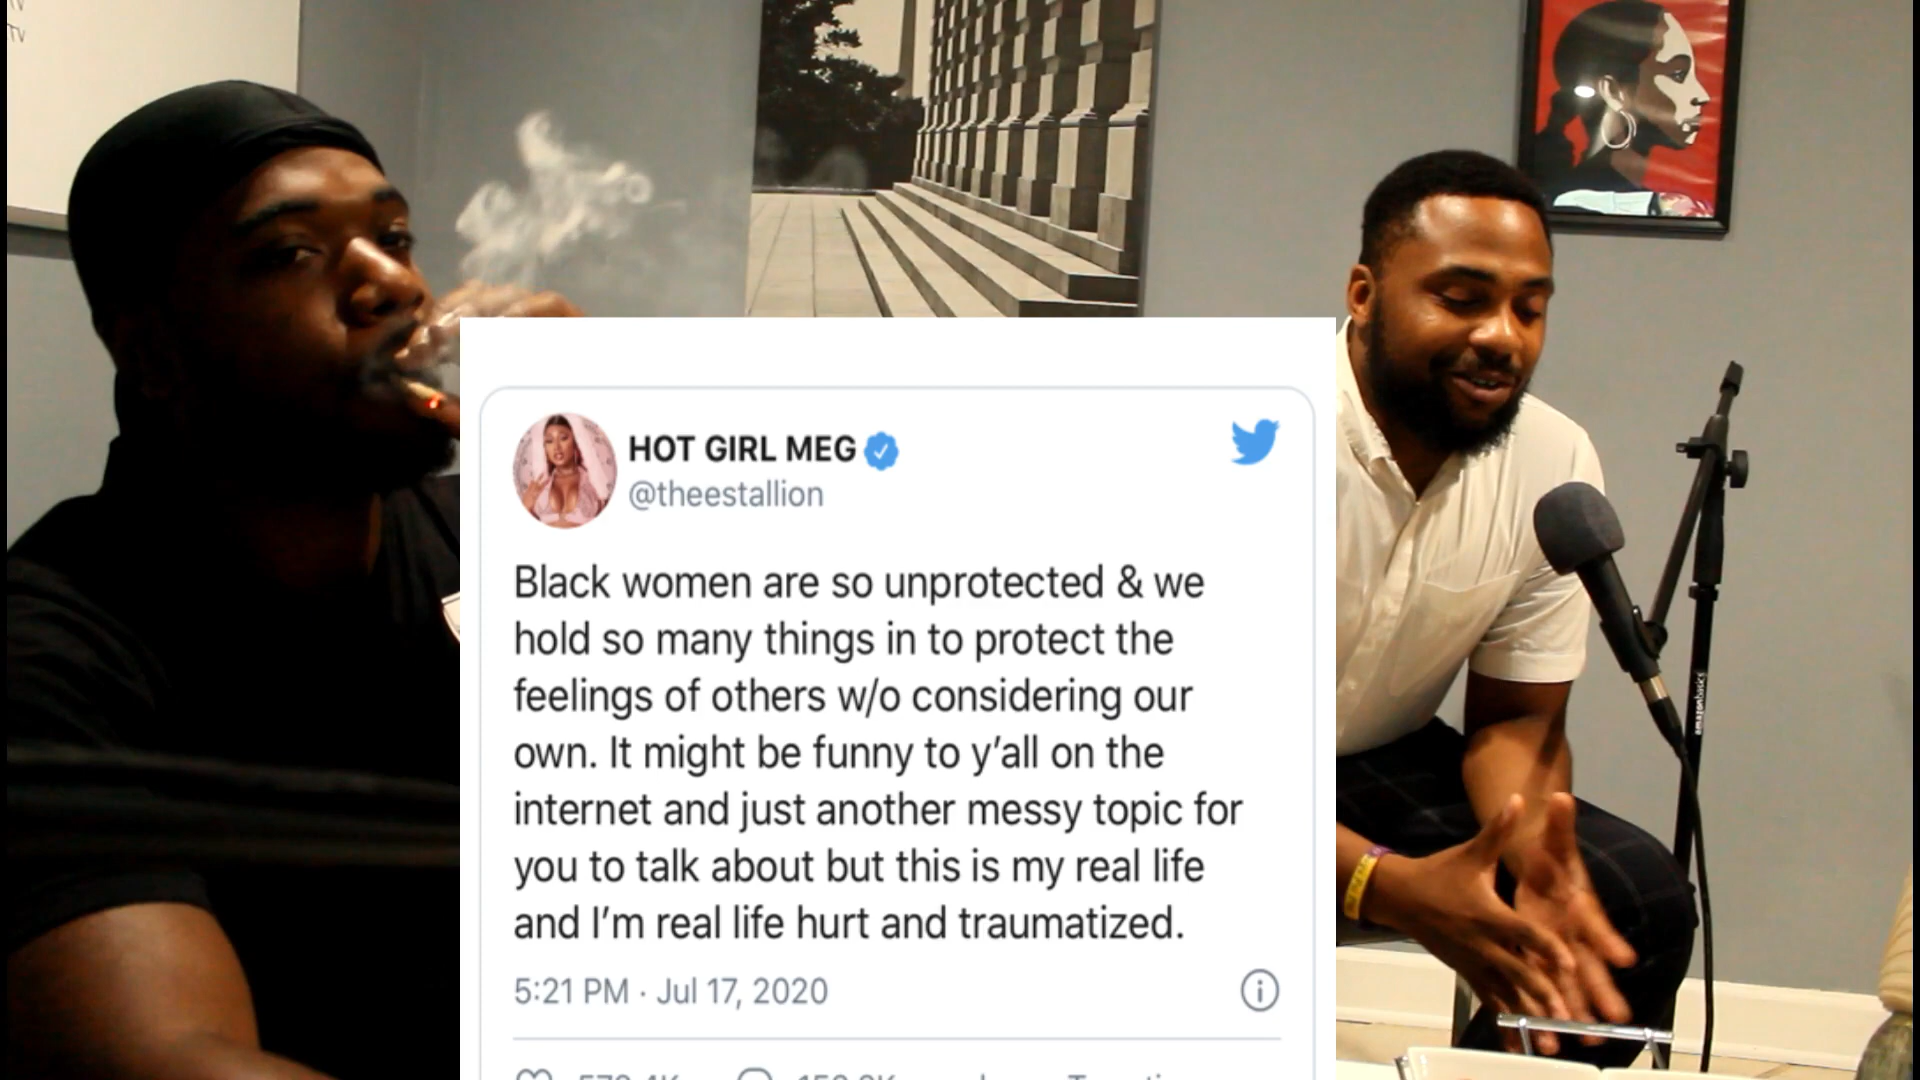 HOT GIRL MEG
@theestallion
Black women are so unprotected & we
hold so many things in to protect the
feelings of others w/o considering our
own. It might be funny to y’all on the
internet and just another messy topic for
you to talk about but this is my real life
and I’m real life hurt and traumatized.
5:21 PM · Jul 17, 2020
amazonbasics